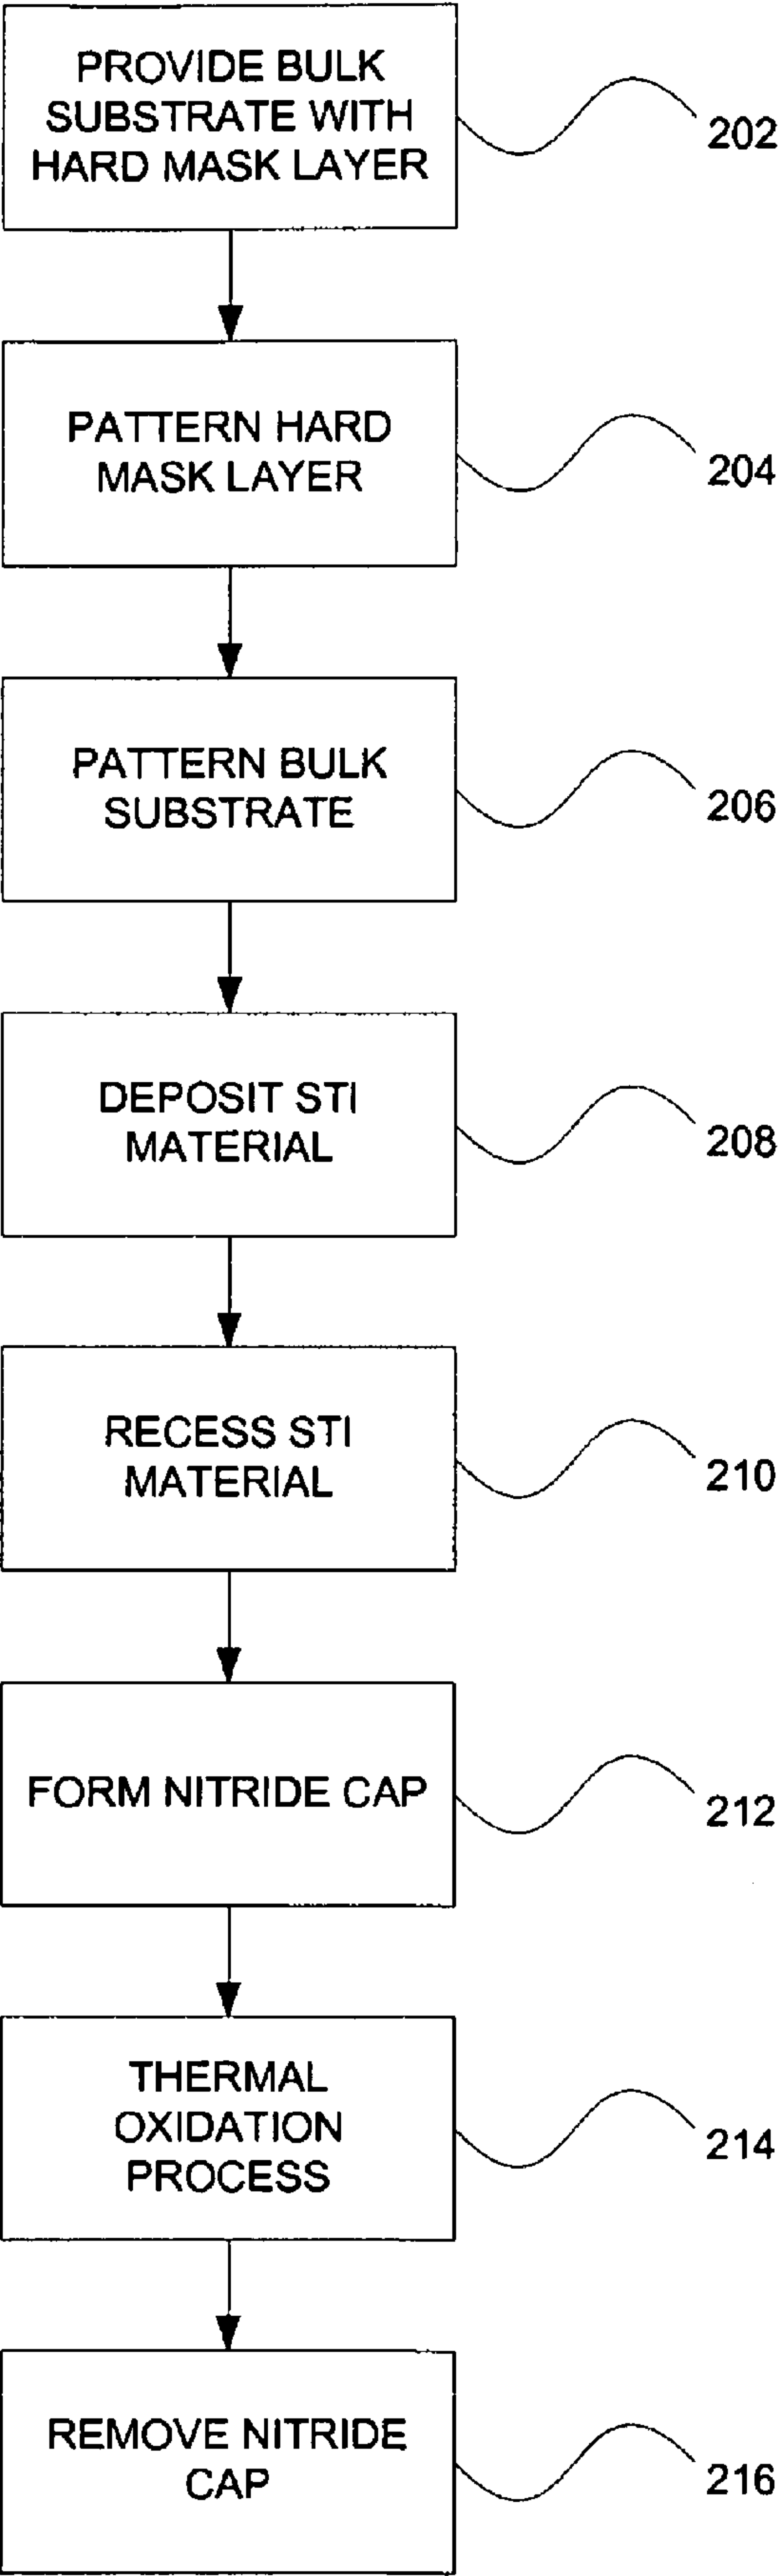 PROVIDE BULK
SUBSTRATE WITH
HARD MASK LAYER
202
PATTERN HARD
MASK LAYER
204
PATTERN BULK
SUBSTRATE
206
DEPOSIT STI
MATERIAL
208
RECESS STI
MATERIAL
210
FORM NITRIDE CAP
212
THERMAL
OXIDATION
PROCESS
214
REMOVE NITRIDE
CAP
216